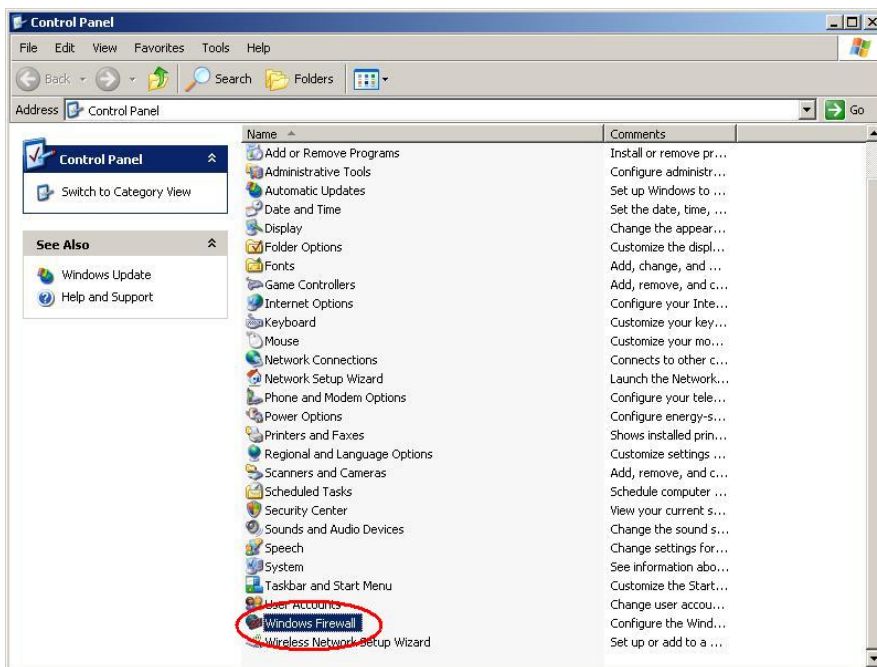 Control Panel
File Edit View Favorites Tools Help
Back Search Folders
Address Control Panel Go
Control Panel
Switch to Category View
See Also
Windows Update
Help and Support
Name Comments
Add or Remove Programs Install or remove pr...
Administrative Tools Configure administr...
Automatic Updates Set up Windows to ...
Date and Time Set the date, time, ...
Display Change the appear...
Folder Options Customize the displ...
Fonts Add, change, and ...
Game Controllers Add, remove, and c...
Internet Options Configure your Inte...
Keyboard Customize your key...
Mouse Customize your mo...
Network Connections Connects to other c...
Network Setup Wizard Launch the Network...
Phone and Modem Options Configure your tele...
Power Options Configure energy-s...
Printers and Faxes Shows installed prin...
Regional and Language Options Customize settings ...
Scanners and Cameras Add, remove, and c...
Scheduled Tasks Schedule computer ...
Security Center View your current s...
Sounds and Audio Devices Change the sound s...
Speech Change settings for...
System See information abo...
Taskbar and Start Menu Customize the Start...
User Accounts Change user accou...
Windows Firewall Configure the Wind...
Wireless Network Setup Wizard Set up or add to a ...